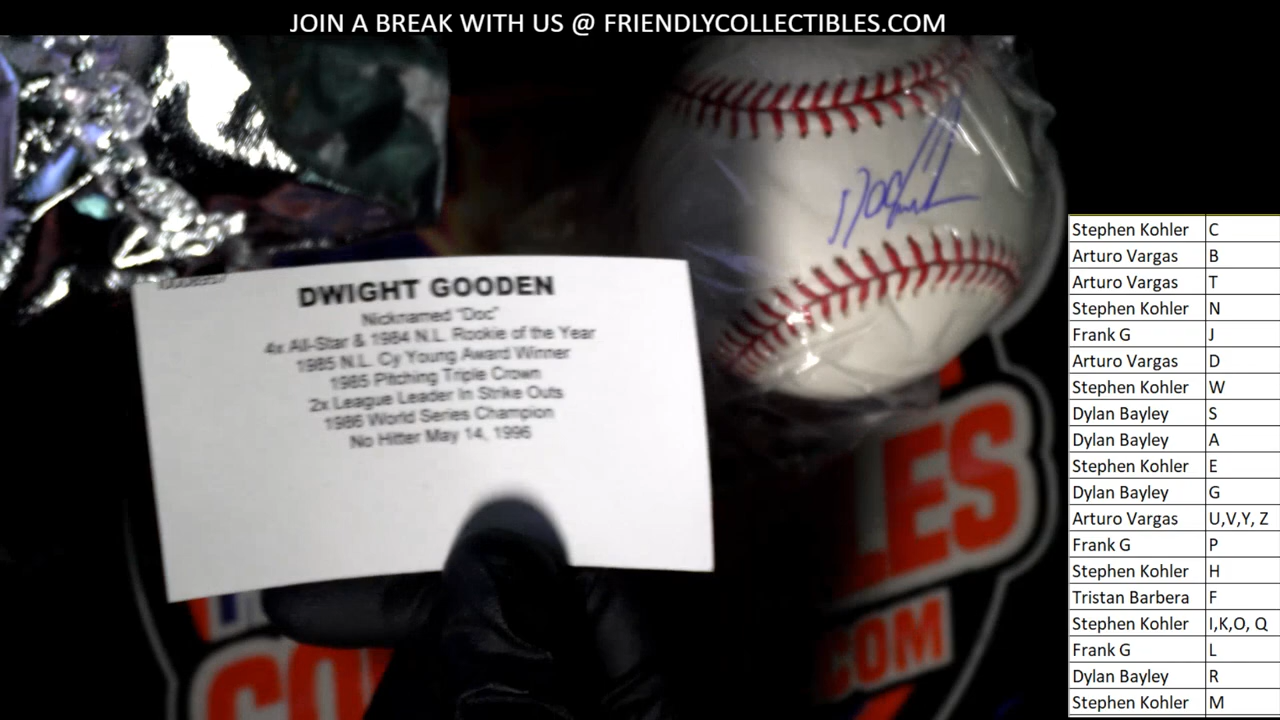 JOIN A BREAK WITH US @ FRIENDLYCOLLECTIBLES.COM
DWIGHT GOODEN
Nicknamed "Doc"
4x All-Star & 1984 N.L. Rookie of the Year
1985 N.L. Cy Young Award Winner
1985 Pitching Triple Crown
2x League Leader In Strike Outs
1986 World Series Champion
No Hitter May 14, 1996
LES
COM
CO
Stephen Kohler C
Arturo Vargas B
Arturo Vargas T
Stephen Kohler N
Frank G J
Arturo Vargas D
Stephen Kohler W
Dylan Bayley S
Dylan Bayley A
Stephen Kohler E
Dylan Bayley G
Arturo Vargas U,V,Y, Z
Frank G P
Stephen Kohler H
Tristan Barbera F
Stephen Kohler I,K,O, Q
Frank G L
Dylan Bayley R
Stephen Kohler M